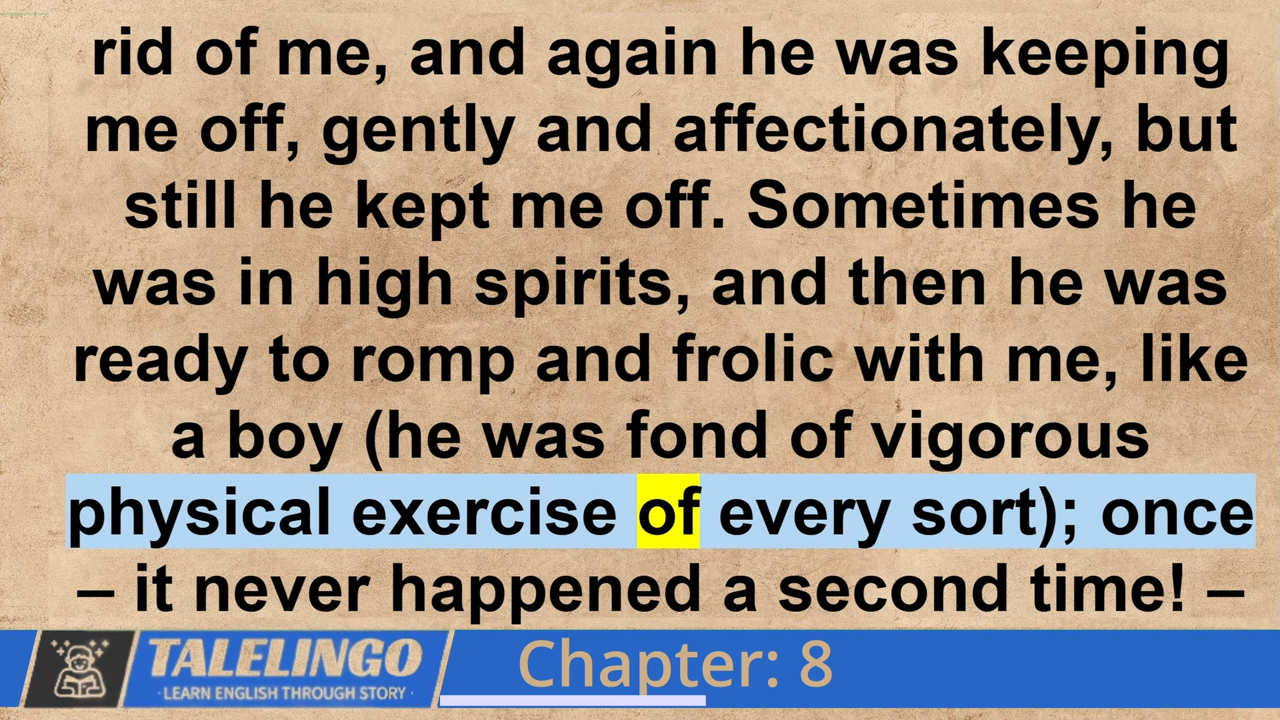 rid of me, and again he was keeping
me off, gently and affectionately, but
still he kept me off. Sometimes he
was in high spirits, and then he was
ready to romp and frolic with me, like
a boy (he was fond of vigorous
physical exercise of every sort); once
– it never happened a second time! –
TALELINGO
· LEARN ENGLISH THROUGH STORY ·
Chapter: 8